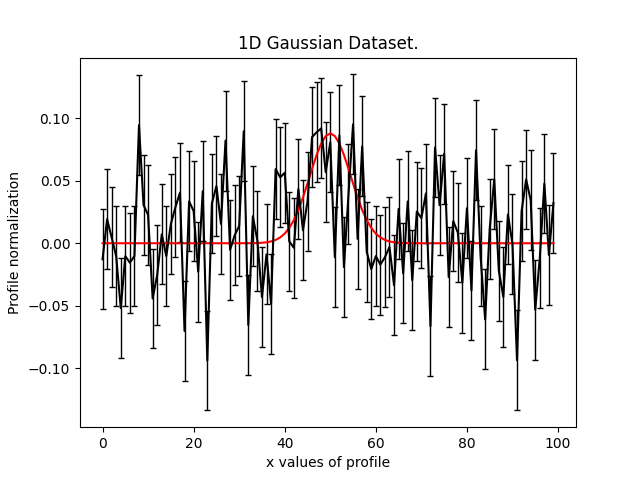 1D Gaussian Dataset.
Profile normalization
0.10
0.05
0.00
−0.05
−0.10
0 20 40 60 80 100
x values of profile